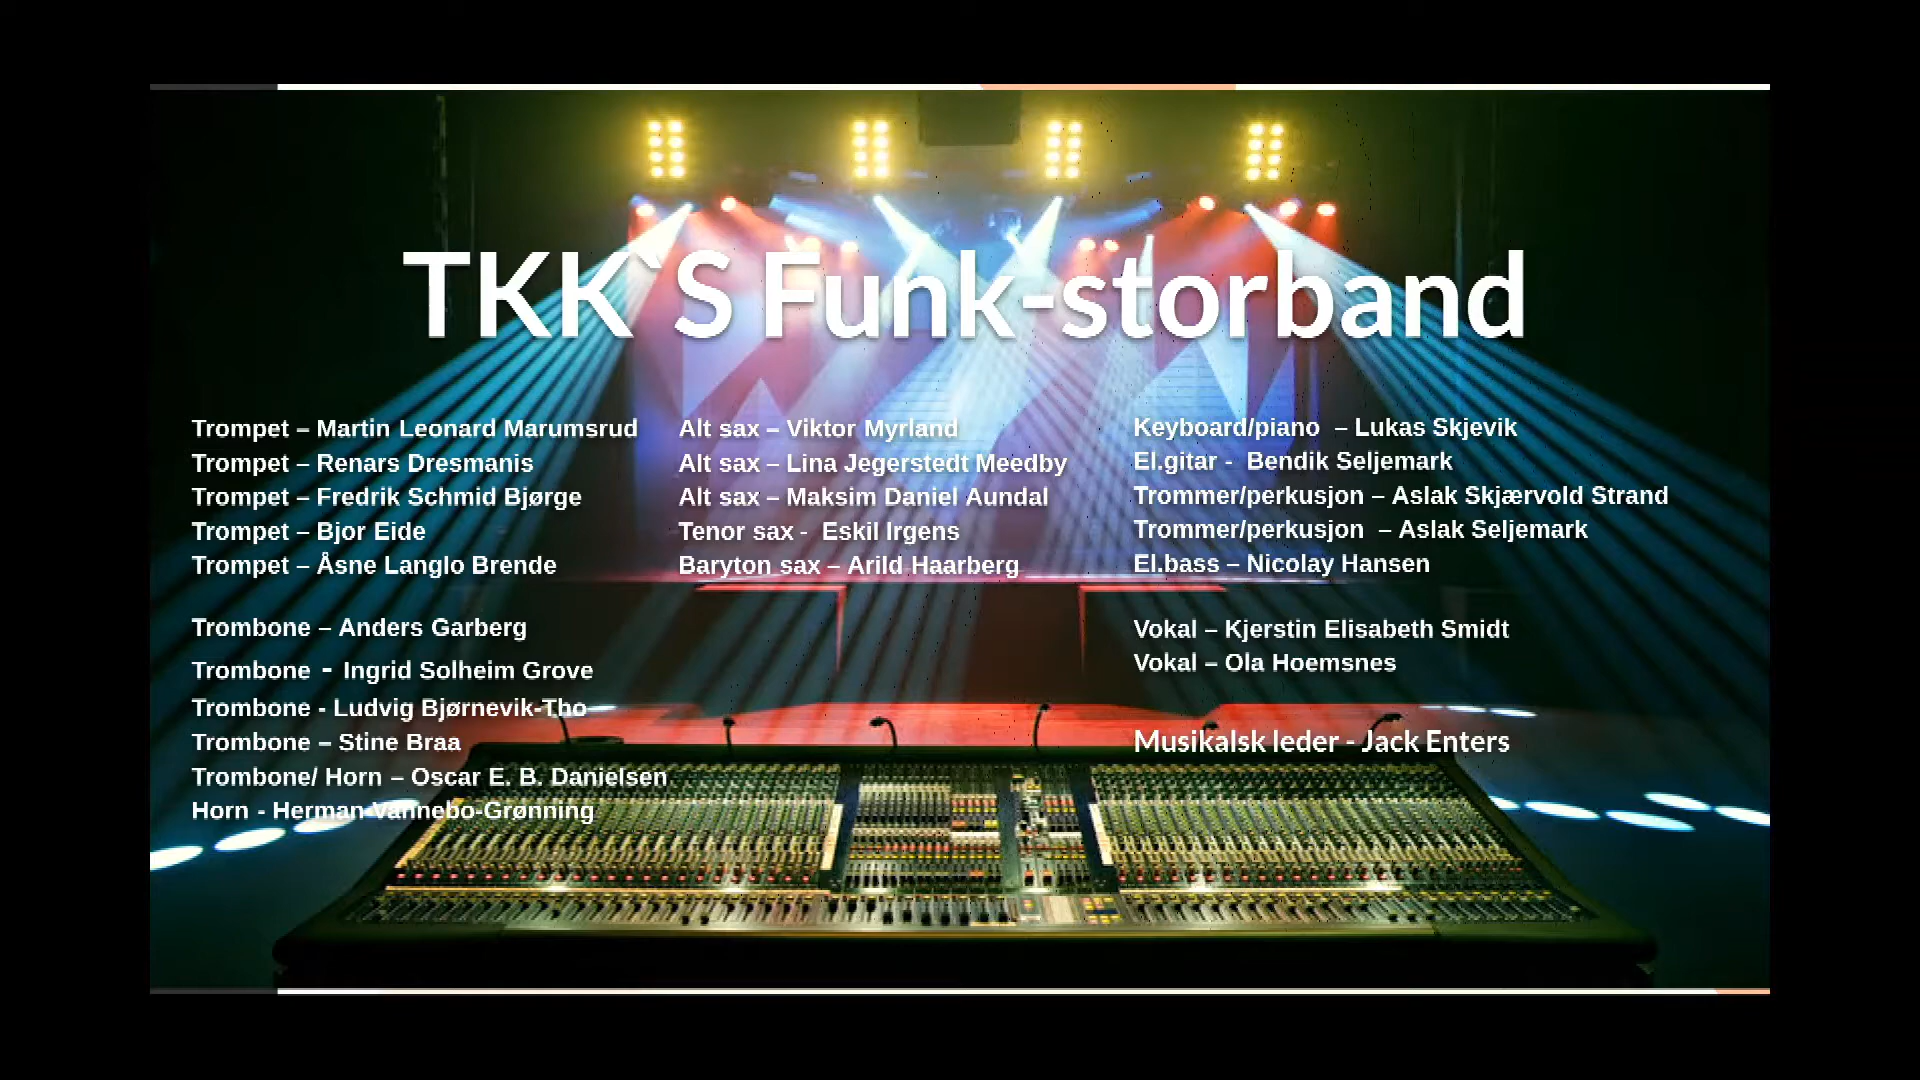 TKK`S Funk-storband
Trompet – Martin Leonard Marumsrud
Trompet – Renars Dresmanis
Trompet – Fredrik Schmid Bjørge
Trompet – Bjor Eide
Trompet – Åsne Langlo Brende
Trombone – Anders Garberg
Trombone - Ingrid Solheim Grove
Trombone - Ludvig Bjørnevik-Tho
Trombone – Stine Braa
Trombone/ Horn – Oscar E. B. Danielsen
Horn - Herman Vannebo-Grønning
Alt sax – Viktor Myrland
Alt sax – Lina Jegerstedt Meedby
Alt sax – Maksim Daniel Aundal
Tenor sax - Eskil Irgens
Baryton sax – Arild Haarberg
Keyboard/piano – Lukas Skjevik
El.gitar - Bendik Seljemark
Trommer/perkusjon – Aslak Skjærvold Strand
Trommer/perkusjon – Aslak Seljemark
El.bass – Nicolay Hansen
Vokal – Kjerstin Elisabeth Smidt
Vokal – Ola Hoemsnes
Musikalsk leder - Jack Enters